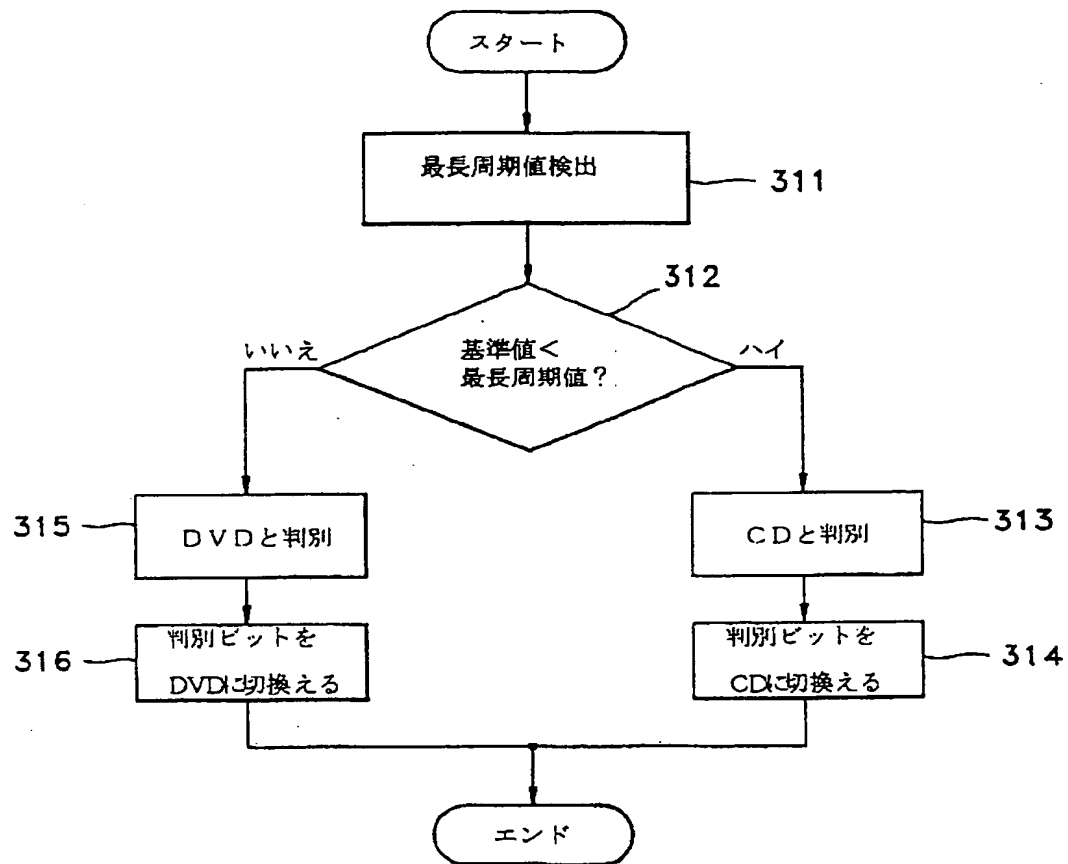 スタート
最長周期値検出
311
312
基準値<
最長周期値?
いいえ
ハイ
315
DVDと判別
CDと判別
313
316
判別ビットを
DVDに切換える
判別ビットを
CDに切換える
314
エンド